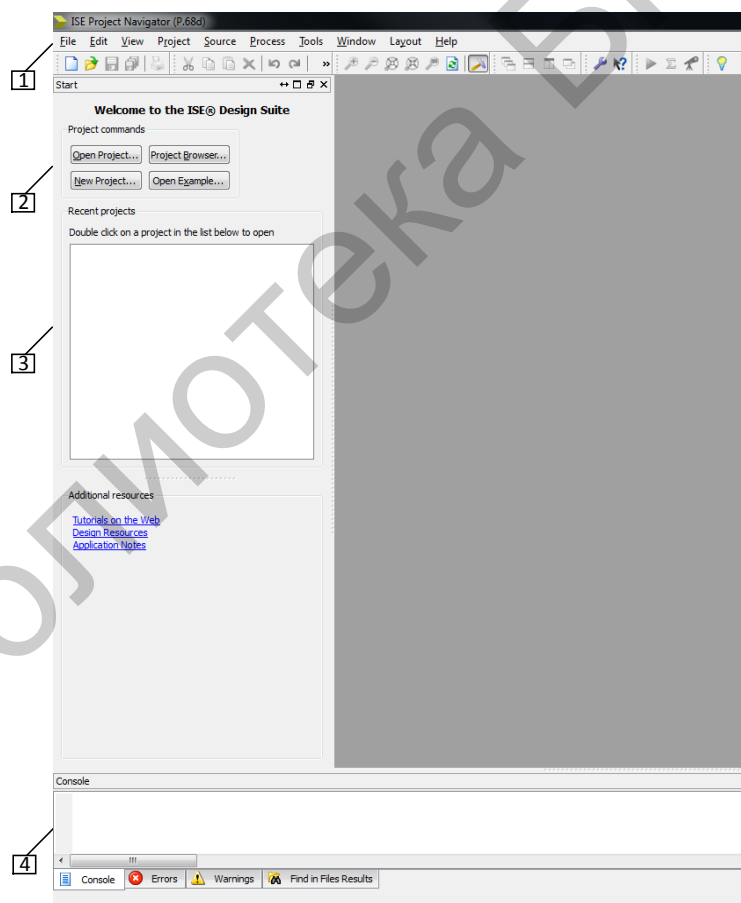 ISE Project Navigator (P.68d)
File Edit View Project Source Process Tools Window Layout Help
1
»
Start
Welcome to the ISE® Design Suite
Project commands
Open Project... Project Browser...
2
New Project... Open Example...
Recent projects
Double click on a project in the list below to open
3
Additional resources
Tutorials on the Web
Design Resources
Application Notes
Console
4
Console Errors Warnings Find in Files Results
олиотека Б